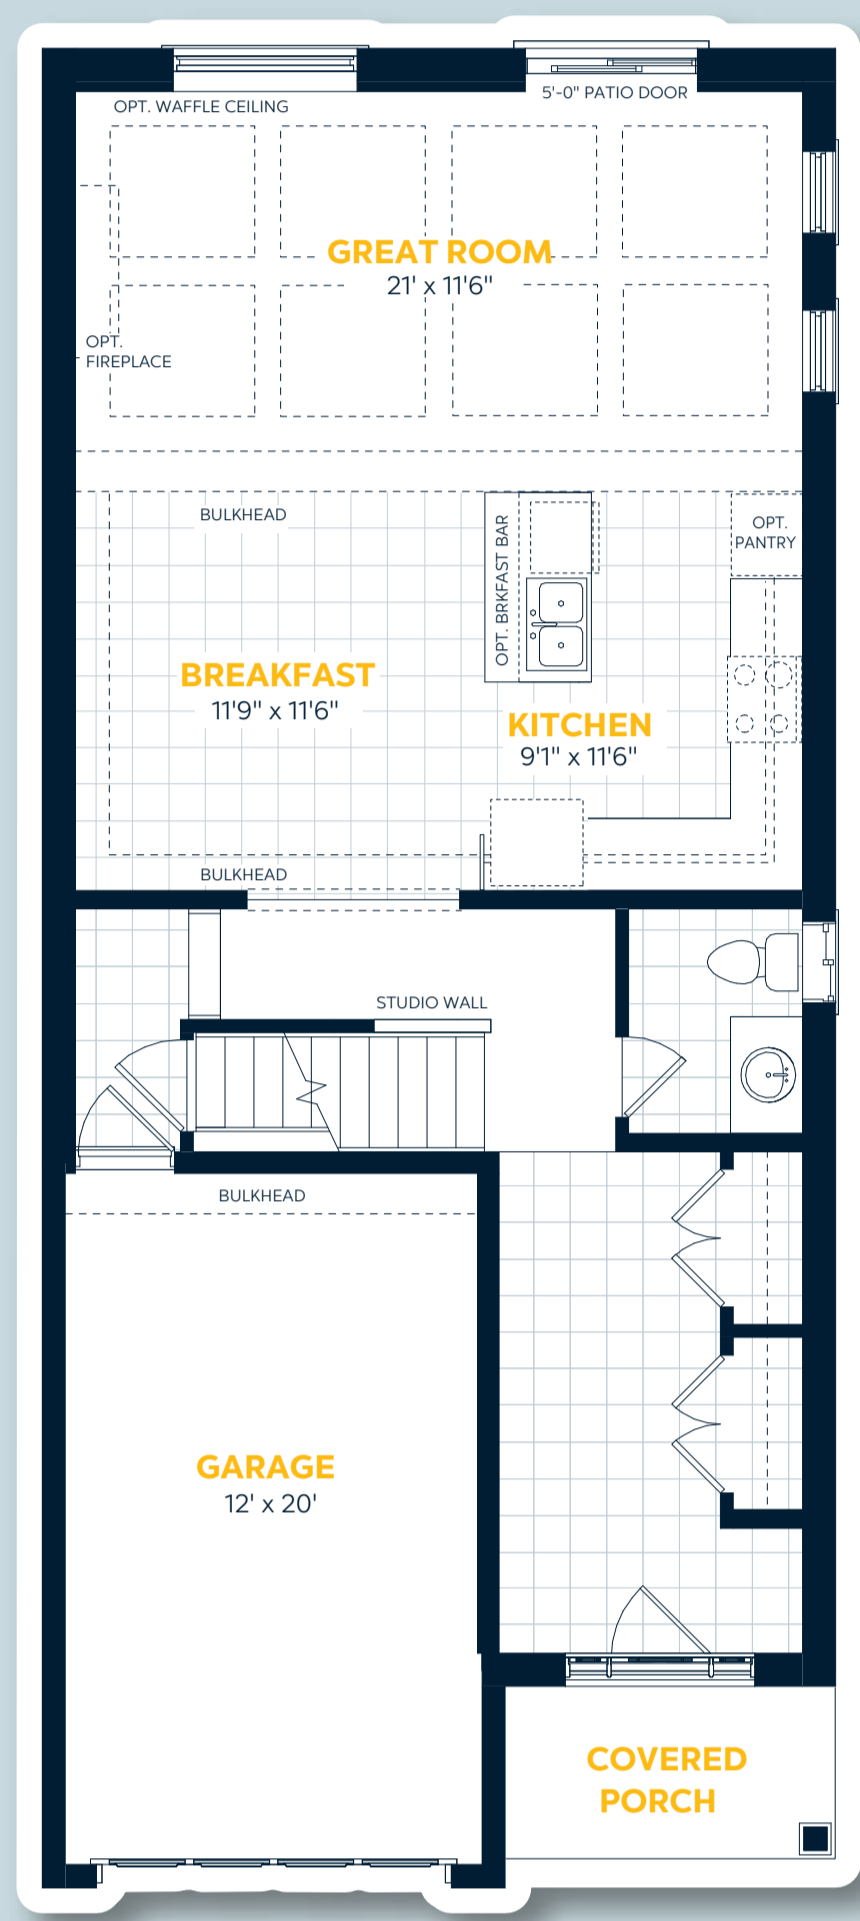 OPT. WAFFLE CEILING
5'-0" PATIO DOOR
GREAT ROOM
21' x 11'6"
OPT.
FIREPLACE
BULKHEAD
OPT. BRKFAST BAR
OPT.
PANTRY
BREAKFAST
11'9" x 11'6"
KITCHEN
9'1" x 11'6"
BULKHEAD
STUDIO WALL
BULKHEAD
GARAGE
12' x 20'
COVERED
PORCH